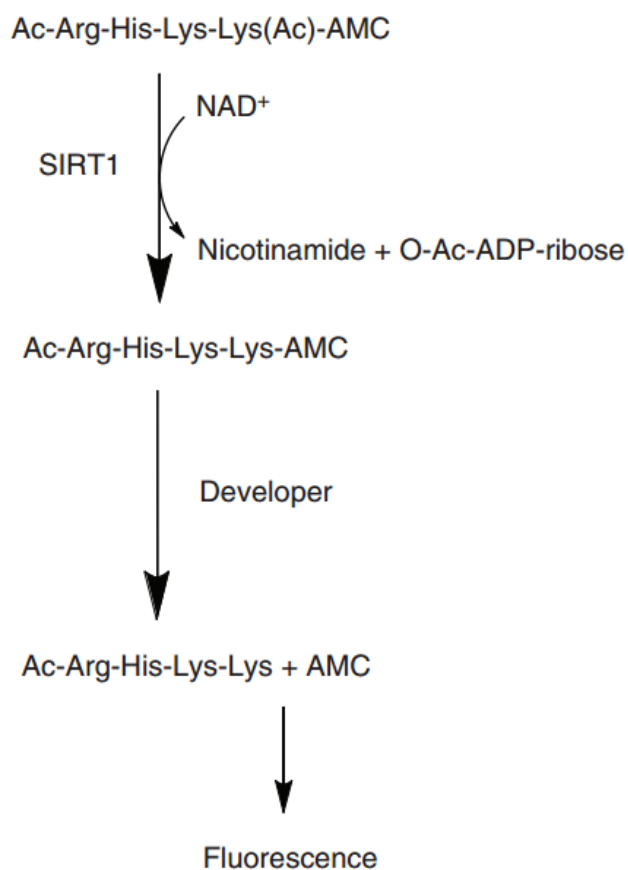 Ac-Arg-His-Lys-Lys(Ac)-AMC
NAD⁺
SIRT1
Nicotinamide + O-Ac-ADP-ribose
Ac-Arg-His-Lys-Lys-AMC
Developer
Ac-Arg-His-Lys-Lys + AMC
Fluorescence